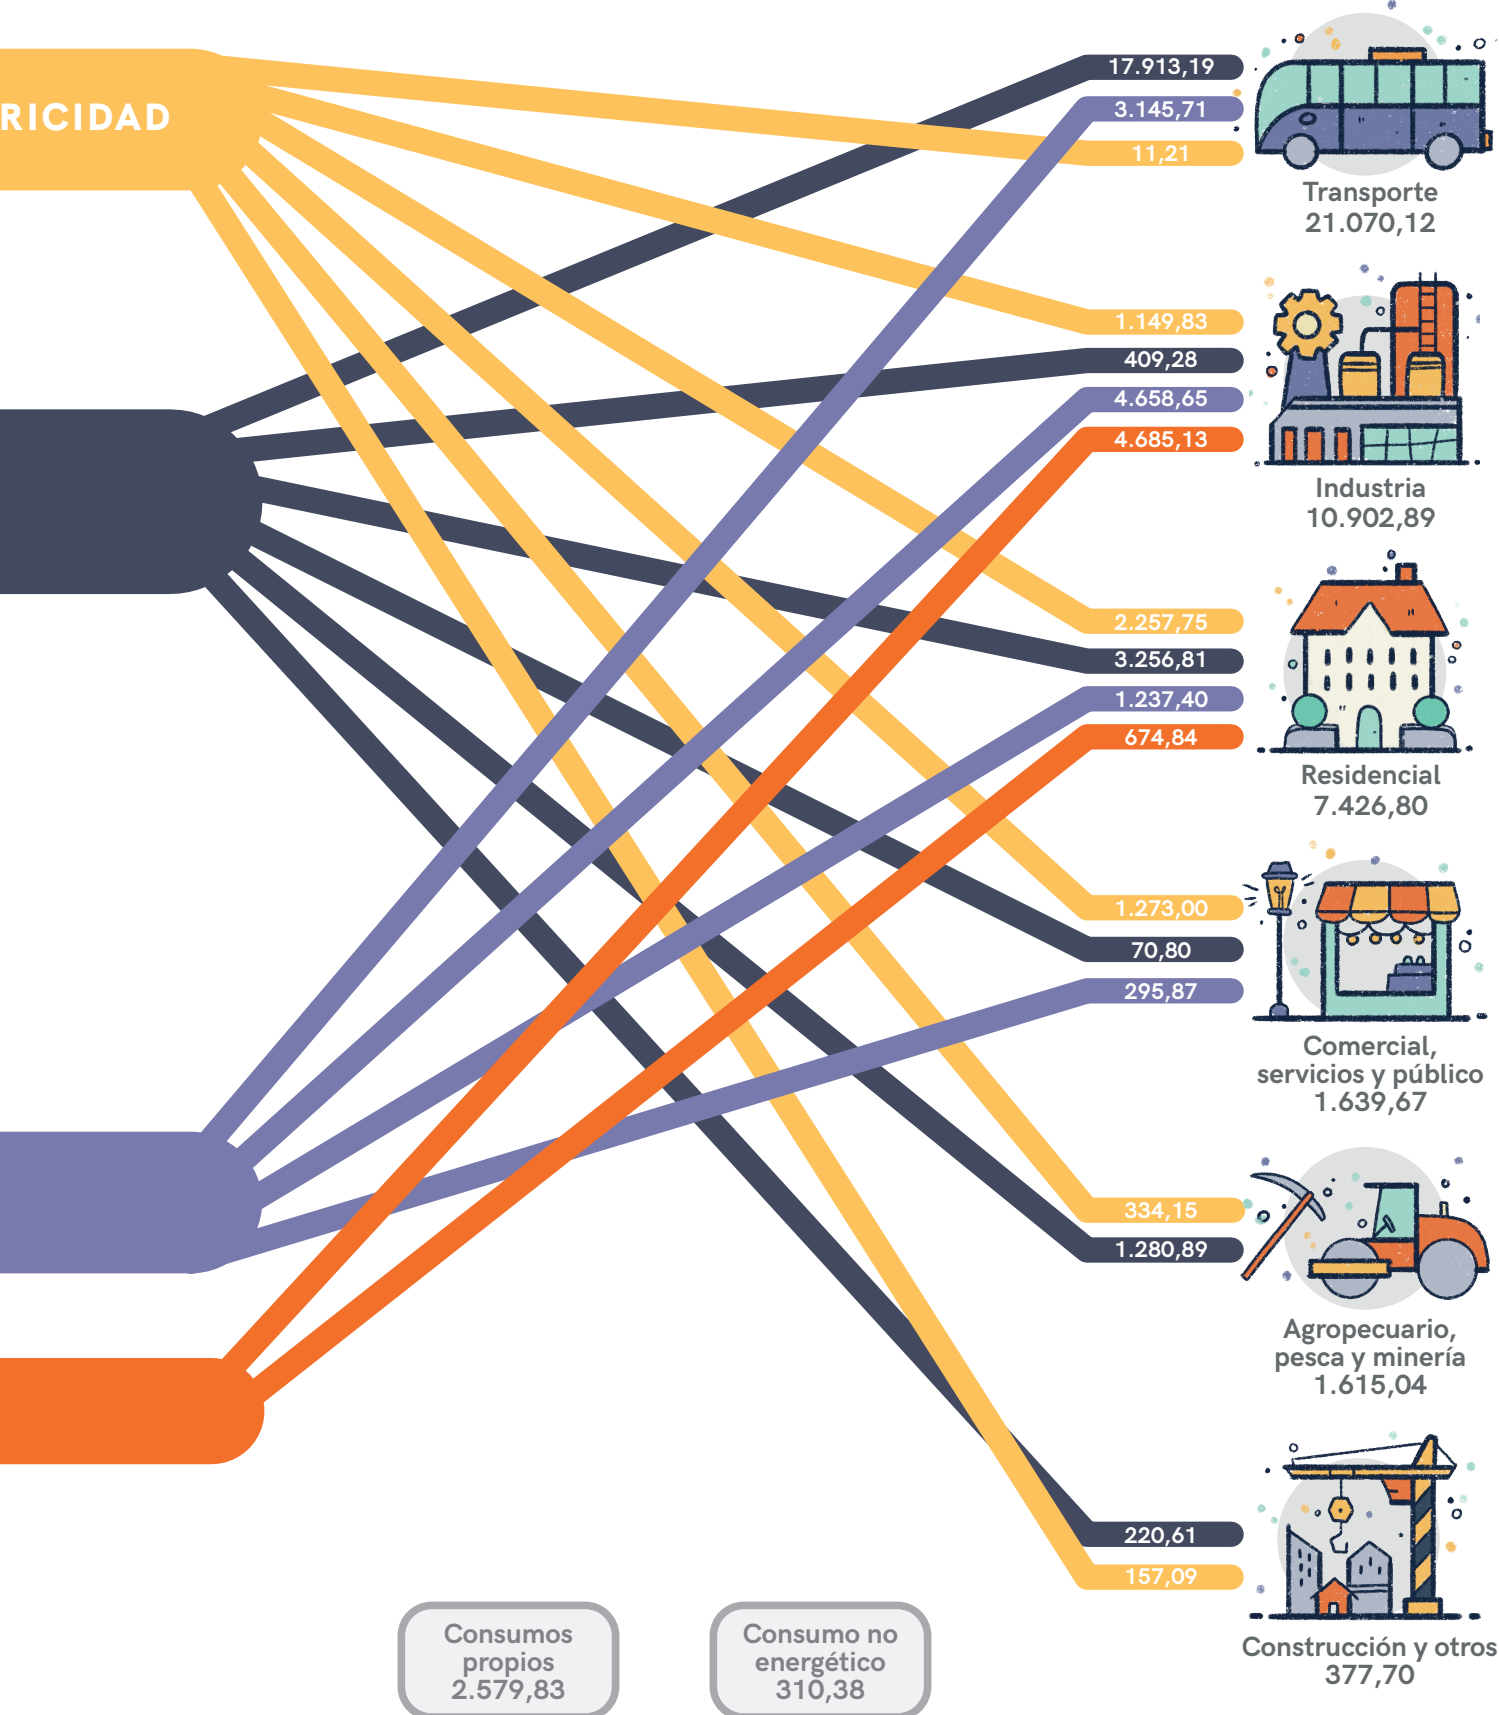 RICIDAD
17.913,19
3.145,71
11,21
Transporte
21.070,12
1.149,83
409,28
4.658,65
4.685,13
Industria
10.902,89
2.257,75
3.256,81
1.237,40
674,84
Residencial
7.426,80
1.273,00
70,80
295,87
Comercial,
servicios y público
1.639,67
334,15
1.280,89
Agropecuario,
pesca y minería
1.615,04
220,61
157,09
Construcción y otros
377,70
Consumos
propios
2.579,83
Consumo no
energético
310,38